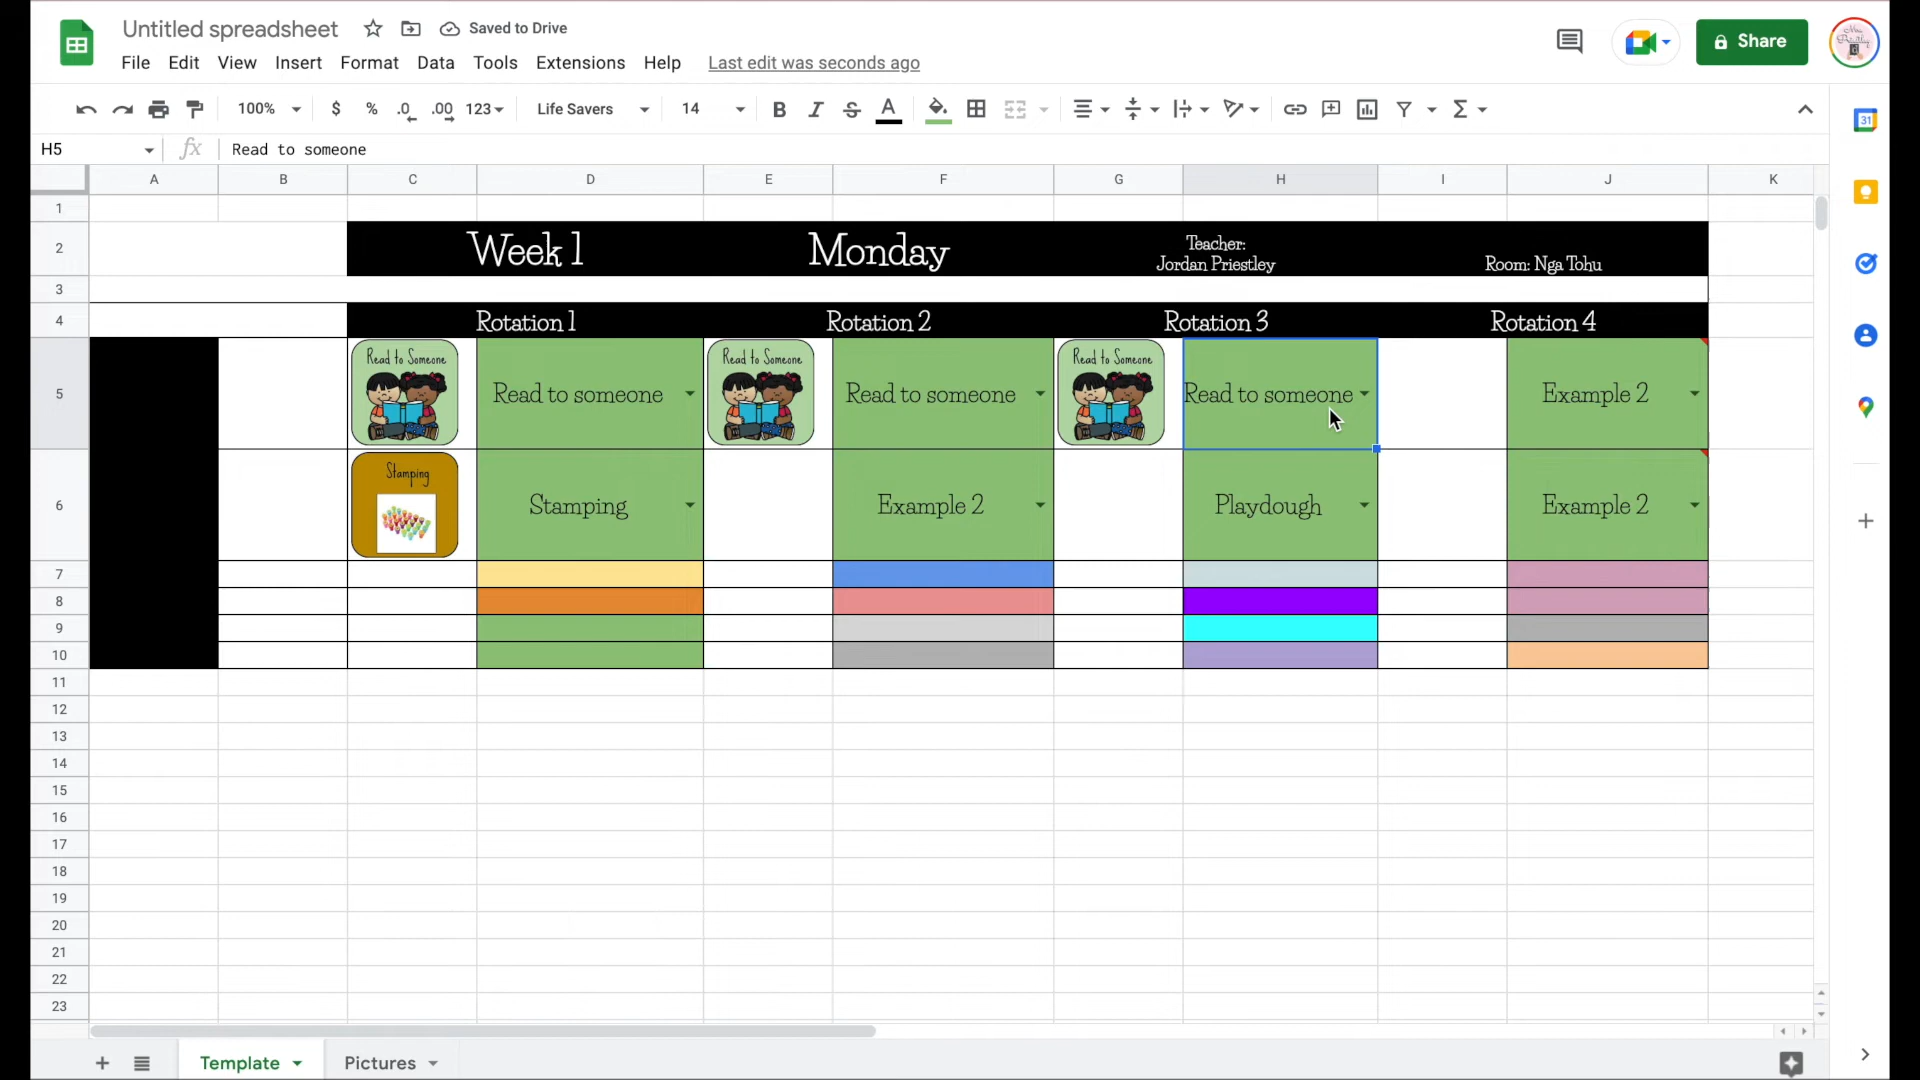 Untitled spreadsheet Saved to Drive
File Edit View Insert Format Data Tools Extensions Help Last edit was seconds ago
Share
100% $ % .0 .00 123 Life Savers 14 B I S A
31
H5 fx Read to someone
A B C D E F G H I J K
1
2 Week 1 Monday Teacher:
Jordan Priestley Room: Nga Tohu
3
4 Rotation 1 Rotation 2 Rotation 3 Rotation 4
Read to Someone Read to Someone Read to Someone
5 Read to someone Read to someone Read to someone Example 2
Stamping
6 Stamping Example 2 Playdough Example 2
7
8
9
10
11
12
13
14
15
16
17
18
19
20
21
22
23
Template Pictures